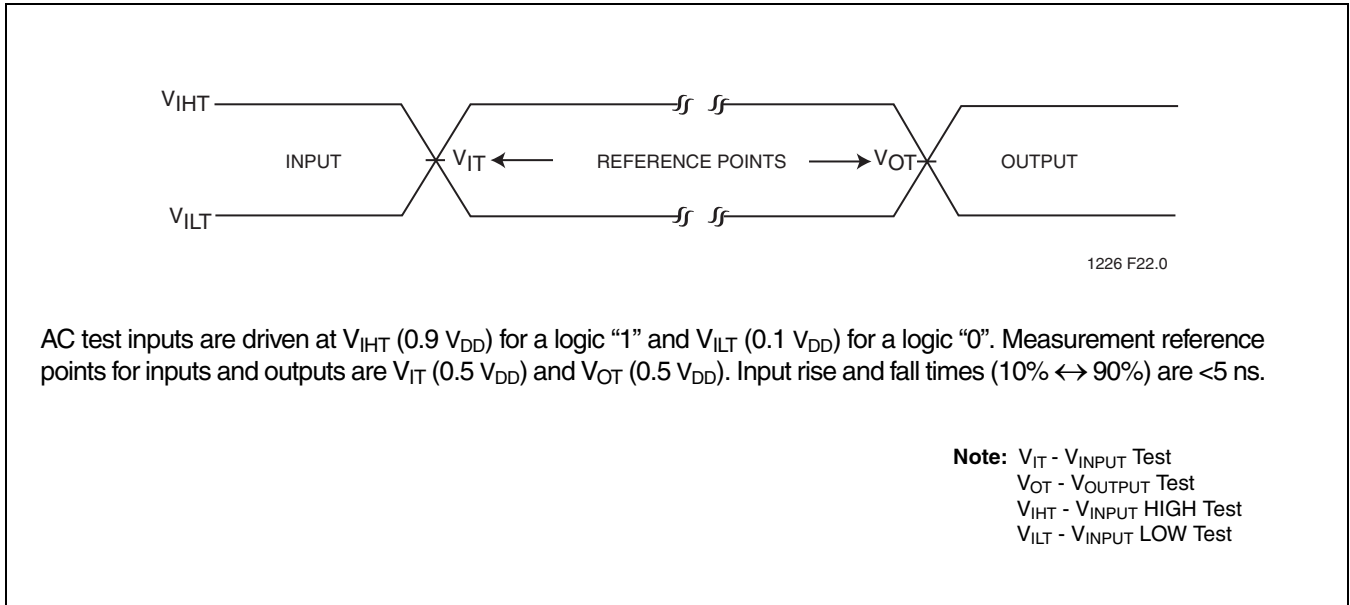 VIHT
INPUT VIT REFERENCE POINTS VOT OUTPUT
VILT
1226 F22.0
AC test inputs are driven at VIHT (0.9 VDD) for a logic “1” and VILT (0.1 VDD) for a logic “0”. Measurement reference
points for inputs and outputs are VIT (0.5 VDD) and VOT (0.5 VDD). Input rise and fall times (10% ↔ 90%) are <5 ns.
Note: VIT - VINPUT Test
VOT - VOUTPUT Test
VIHT - VINPUT HIGH Test
VILT - VINPUT LOW Test